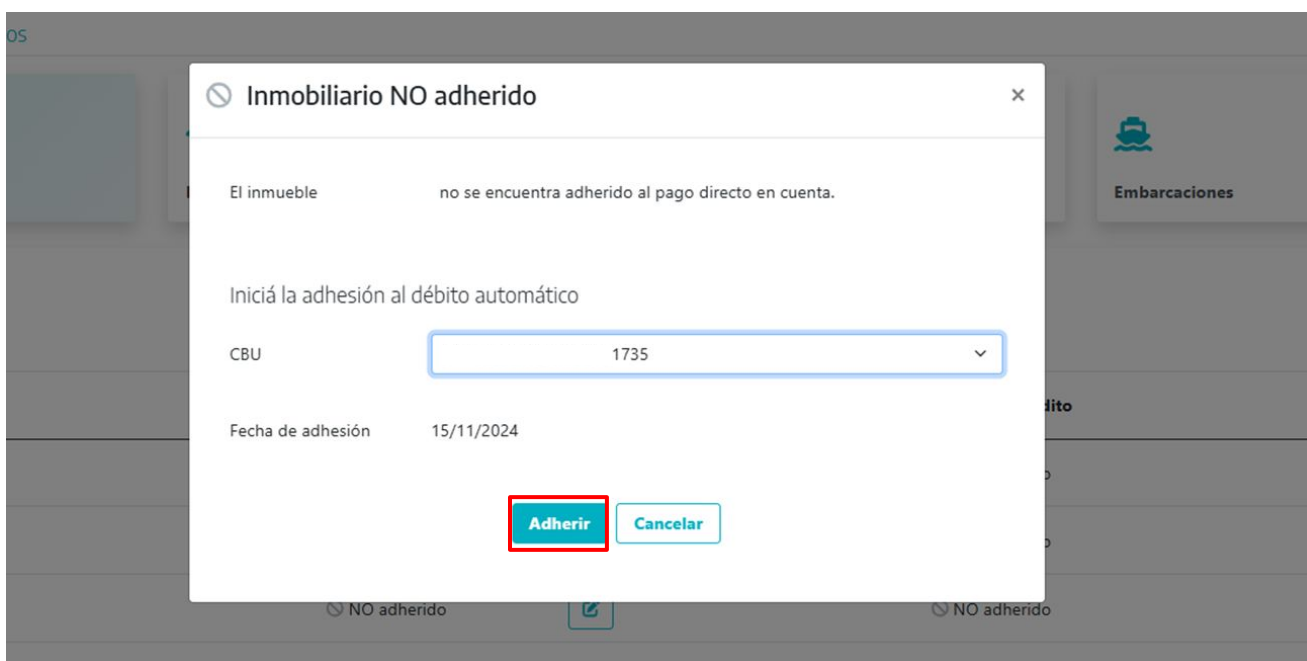 os
Inmobiliario NO adherido
×
Embarcaciones
El inmueble no se encuentra adherido al pago directo en cuenta.
Iniciá la adhesión al débito automático
CBU 1735
dito
Fecha de adhesión 15/11/2024
Adherir Cancelar
NO adherido NO adherido